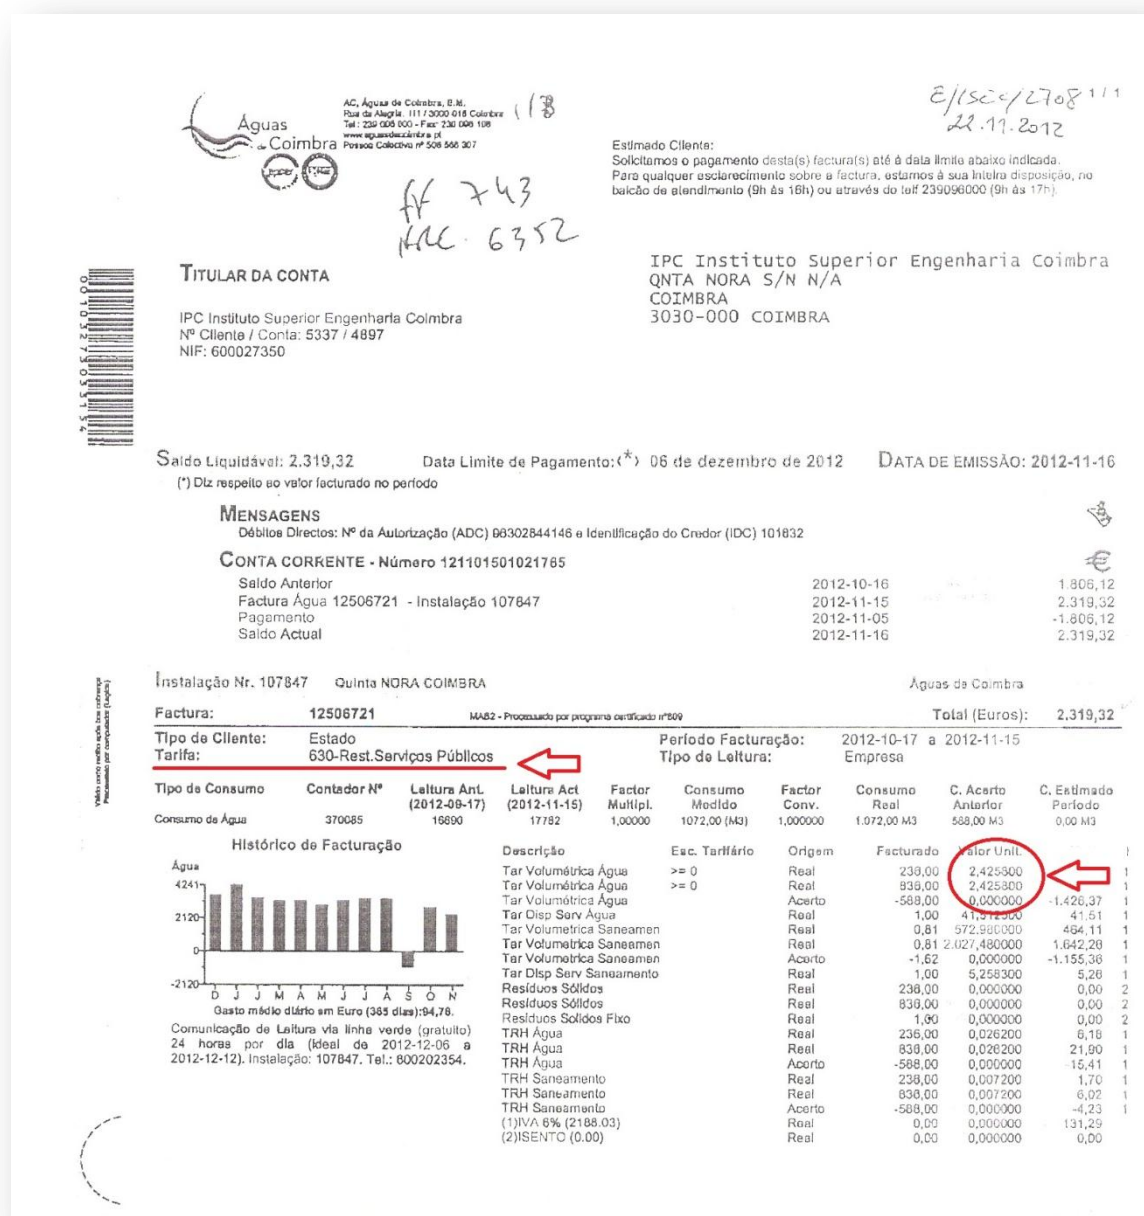 Águas
de Coimbra
AC, Águas de Coimbra, E.M.
Rua da Alegria, 111 / 3000-018 Coimbra
Tel.: 239 096 000 - Fax: 239 096 198
www.aguasdecoimbra.pt
Pessoa Colectiva nº 506 566 307
22.11.2012
1 / 1
743
6352
Estimado Cliente:
Solicitamos o pagamento desta(s) factura(s) até à data limite abaixo indicada.
Para qualquer esclarecimento sobre a factura, estamos à sua inteira disposição, no
balcão de atendimento (9h às 16h) ou através do telf 239096000 (9h às 17h).
IPC Instituto Superior Engenharia Coimbra
QNTA NORA S/N N/A
COIMBRA
3030-000 COIMBRA
TITULAR DA CONTA
IPC Instituto Superior Engenharia Coimbra
Nº Cliente / Conta: 5337 / 4897
NIF: 600027350
Saldo Liquidável: 2.319,32 Data Limite de Pagamento:(*) 06 de dezembro de 2012 DATA DE EMISSÃO: 2012-11-16
(*) Diz respeito ao valor facturado no período
MENSAGENS
Débitos Directos: Nº da Autorização (ADC) 98302844146 e Identificação do Credor (IDC) 101832
CONTA CORRENTE - Número 121101501021765
Saldo Anterior 2012-10-16 1.806,12
Factura Água 12506721 - Instalação 107847 2012-11-15 2.319,32
Pagamento 2012-11-05 -1.806,12
Saldo Actual 2012-11-16 2.319,32
Instalação Nr. 107847 Quinta NORA COIMBRA Águas de Coimbra
Factura: 12506721 MAB2 - Processado por programa certificado nº609 Total (Euros): 2,319,32
Tipo de Cliente: Estado Período Facturação: 2012-10-17 a 2012-11-15
Tarifa: 630-Rest.Serviços Públicos Tipo de Leitura: Empresa
Tipo de Consumo Contador Nº Leitura Ant. Leitura Act Factor Consumo Factor Consumo C. Acerto C. Estimado
(2012-09-17) (2012-11-15) Multipl. Medido Conv. Real Anterior Período
Consumo de Água 370085 16690 17762 1,00000 1072,00 (M3) 1,000000 1.072,00 M3 588,00 M3 0,00 M3
Histórico de Facturação
Água
4241
2120
0
-2120
D J J M A M J J A S O N
Gasto médio diário em Euro (365 dias):94,78.
Comunicação de Leitura via linha verde (gratuito)
24 horas por dia (ideal de 2012-12-06 a
2012-12-12). Instalação: 107847. Tel.: 800202354.
Descrição Esc. Tarifário Origem Facturado Valor Unit.
Tar Volumétrica Água >= 0 Real 236,00 2,425800 1
Tar Volumétrica Água >= 0 Real 836,00 2,425800 1
Tar Volumétrica Água Acerto -588,00 0,000000 -1.426,37 1
Tar Disp Serv Água Real 1,00 41,512500 41,51 1
Tar Volumetrica Saneamen Real 0,81 572,980000 464,11 1
Tar Volumetrica Saneamen Real 0,81 2.027,480000 1.642,26 1
Tar Volumetrica Saneamen Acerto -1,62 0,000000 -1.155,36 1
Tar Disp Serv Saneamento Real 1,00 5,258300 5,26 1
Resíduos Sólidos Real 236,00 0,000000 0,00 2
Resíduos Sólidos Real 836,00 0,000000 0,00 2
Resíduos Solidos Fixo Real 1,00 0,000000 0,00 2
TRH Água Real 236,00 0,026200 6,18 1
TRH Água Real 836,00 0,026200 21,90 1
TRH Água Acerto -588,00 0,000000 -15,41 1
TRH Saneamento Real 236,00 0,007200 1,70 1
TRH Saneamento Real 836,00 0,007200 6,02 1
TRH Saneamento Acerto -588,00 0,000000 -4,23 1
(1)IVA 6% (2188.03) Real 0,00 0,000000 131,29
(2)ISENTO (0.00) Real 0,00 0,000000 0,00